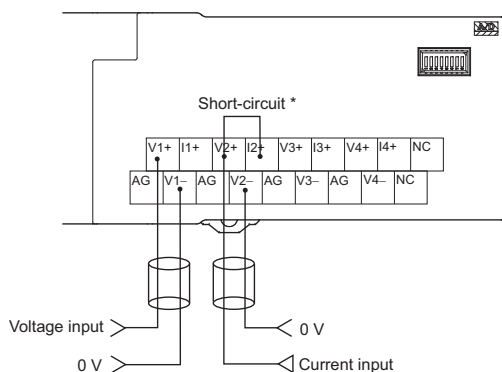 A/D
Short-circuit *
V1+ I1+ V2+ I2+ V3+ I3+ V4+ I4+ NC
AG V1– AG V2– AG V3– AG V4– NC
Voltage input
0 V
0 V
Current input